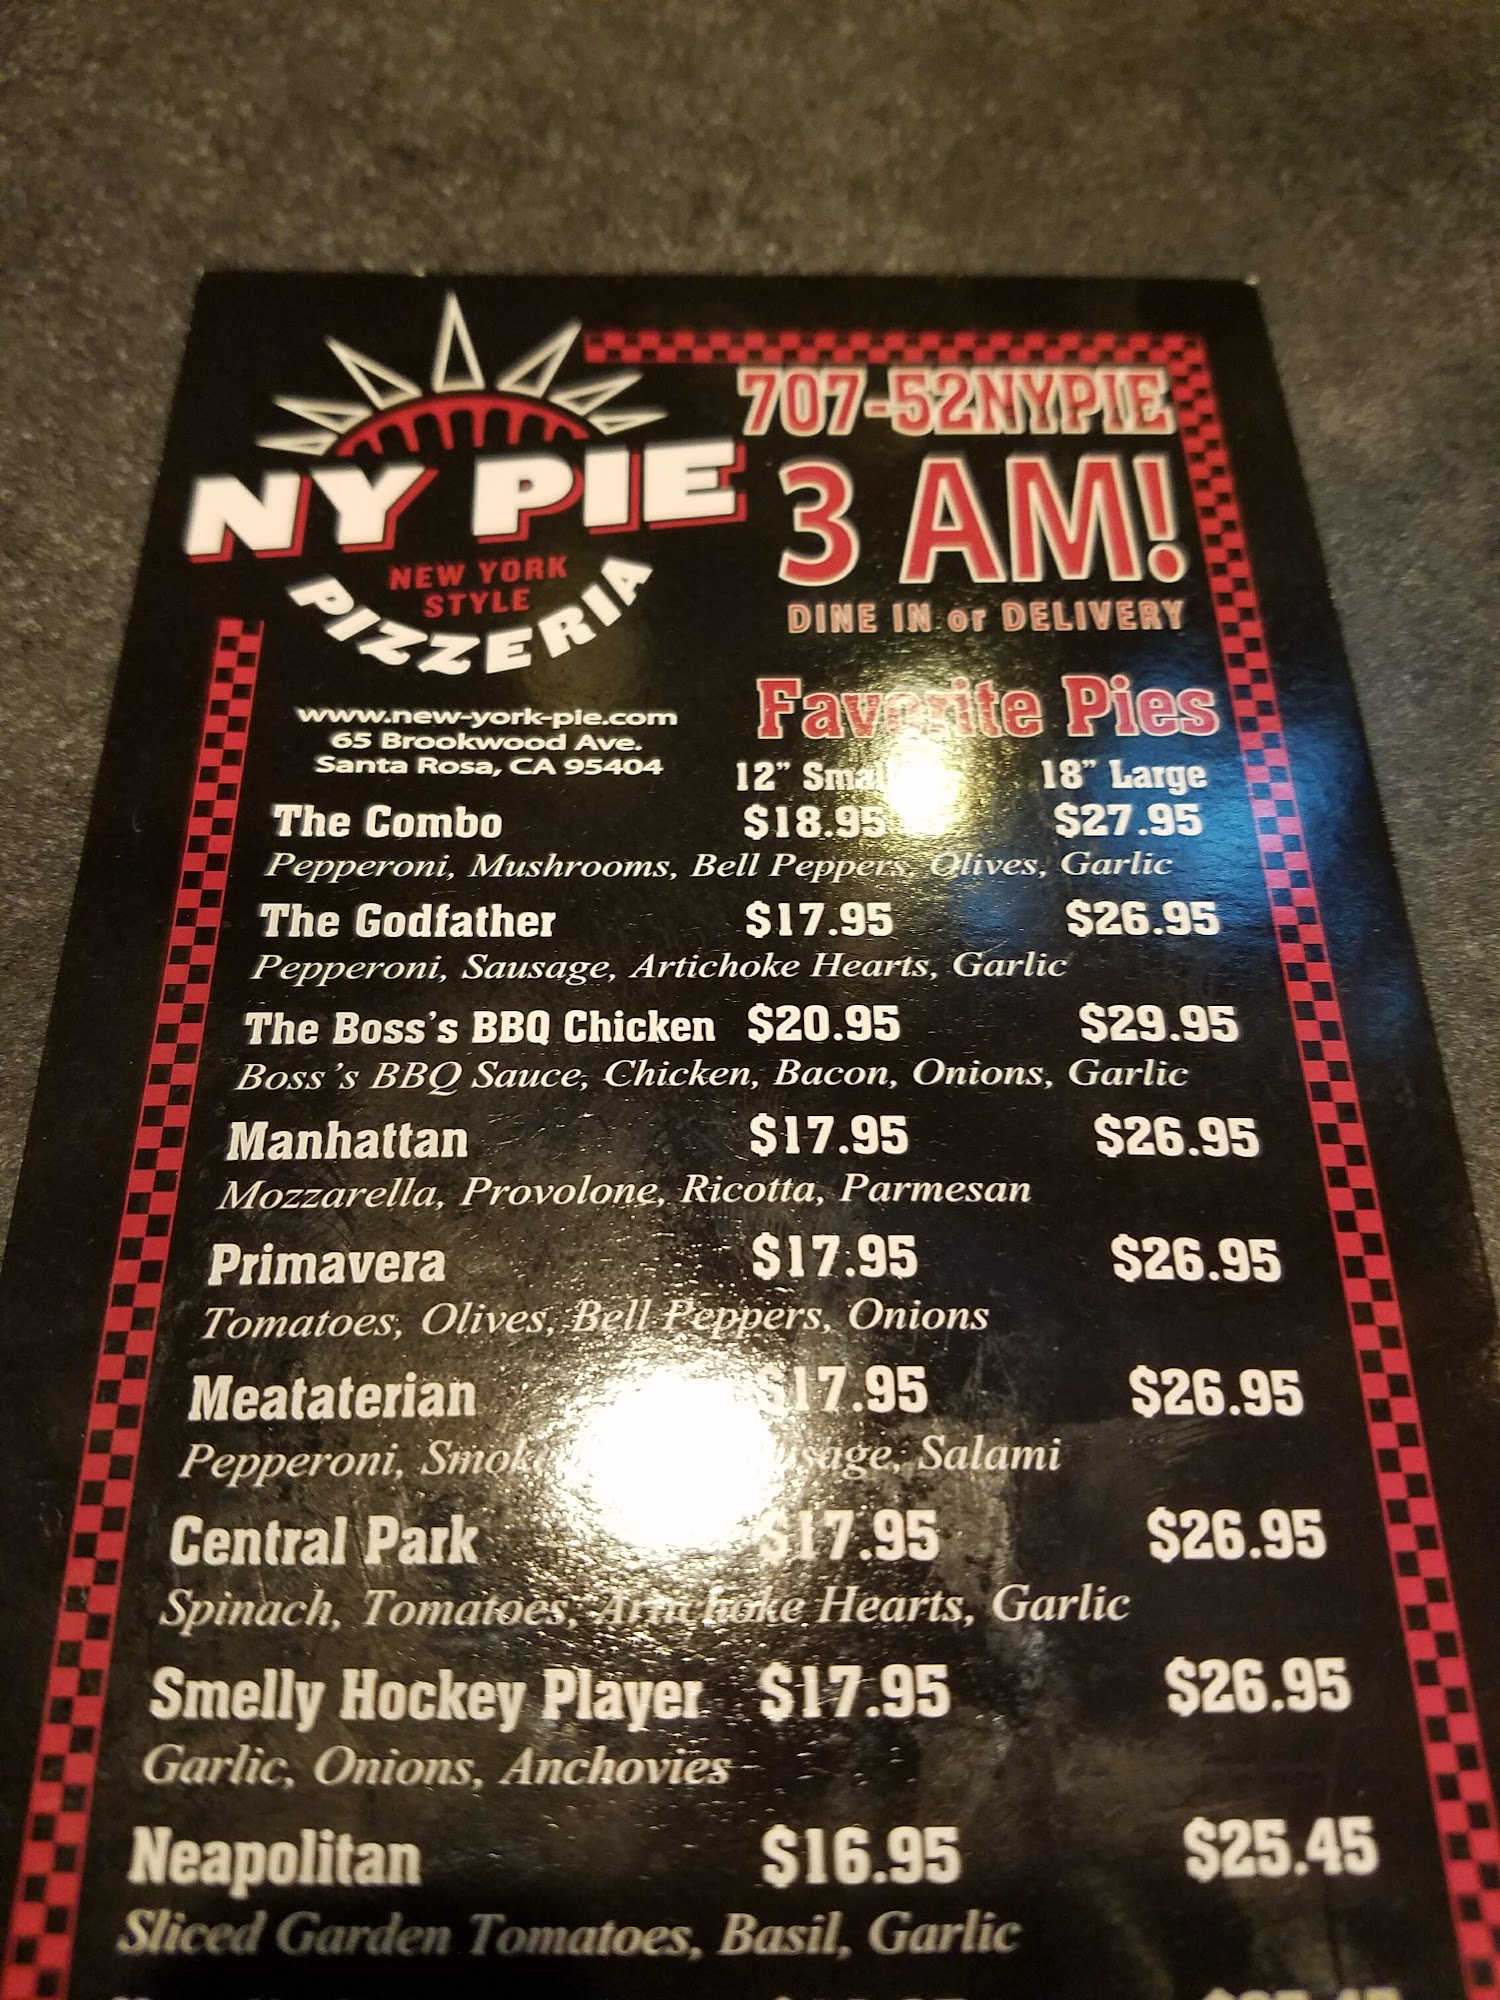 NY PIE
NEW YORK
STYLE
PIZZERIA
707-52NYPIE
3 AM!
DINE IN or DELIVERY
www.new-york-pie.com
65 Brookwood Ave.
Santa Rosa, CA 95404
Favorite Pies
12" Small 18" Large
The Combo $18.95 $27.95
Pepperoni, Mushrooms, Bell Peppers, Olives, Garlic
The Godfather $17.95 $26.95
Pepperoni, Sausage, Artichoke Hearts, Garlic
The Boss's BBQ Chicken $20.95 $29.95
Boss's BBQ Sauce, Chicken, Bacon, Onions, Garlic
Manhattan $17.95 $26.95
Mozzarella, Provolone, Ricotta, Parmesan
Primavera $17.95 $26.95
Tomatoes, Olives, Bell Peppers, Onions
Meataterian $17.95 $26.95
Pepperoni, Salami
Central Park $17.95 $26.95
Spinach, Tomatoes, Artichoke Hearts, Garlic
Smelly Hockey Player $17.95 $26.95
Garlic, Onions, Anchovies
Neapolitan $16.95 $25.45
Sliced Garden Tomatoes, Basil, Garlic